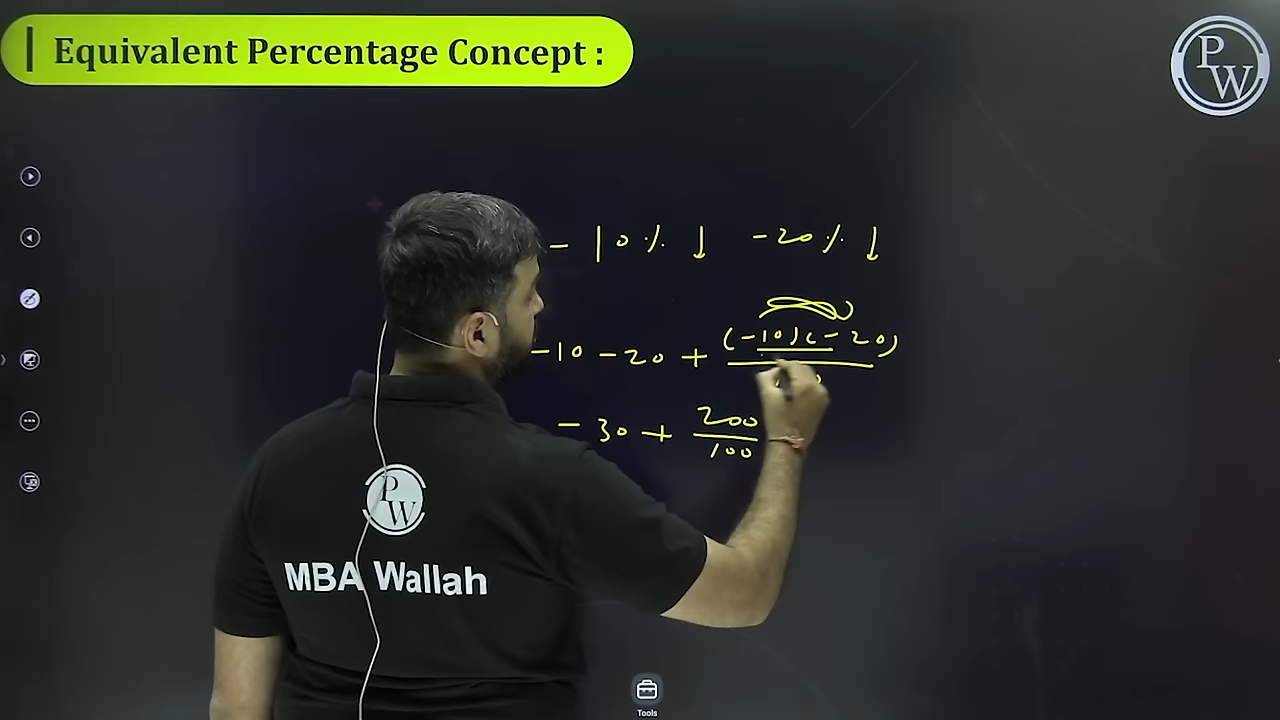 Equivalent Percentage Concept :
PW
- 10% ↓ -20% ↓
-10 -20 + (-10)(-20)
- 30 + 200/100
PW
MBA Wallah
Tools